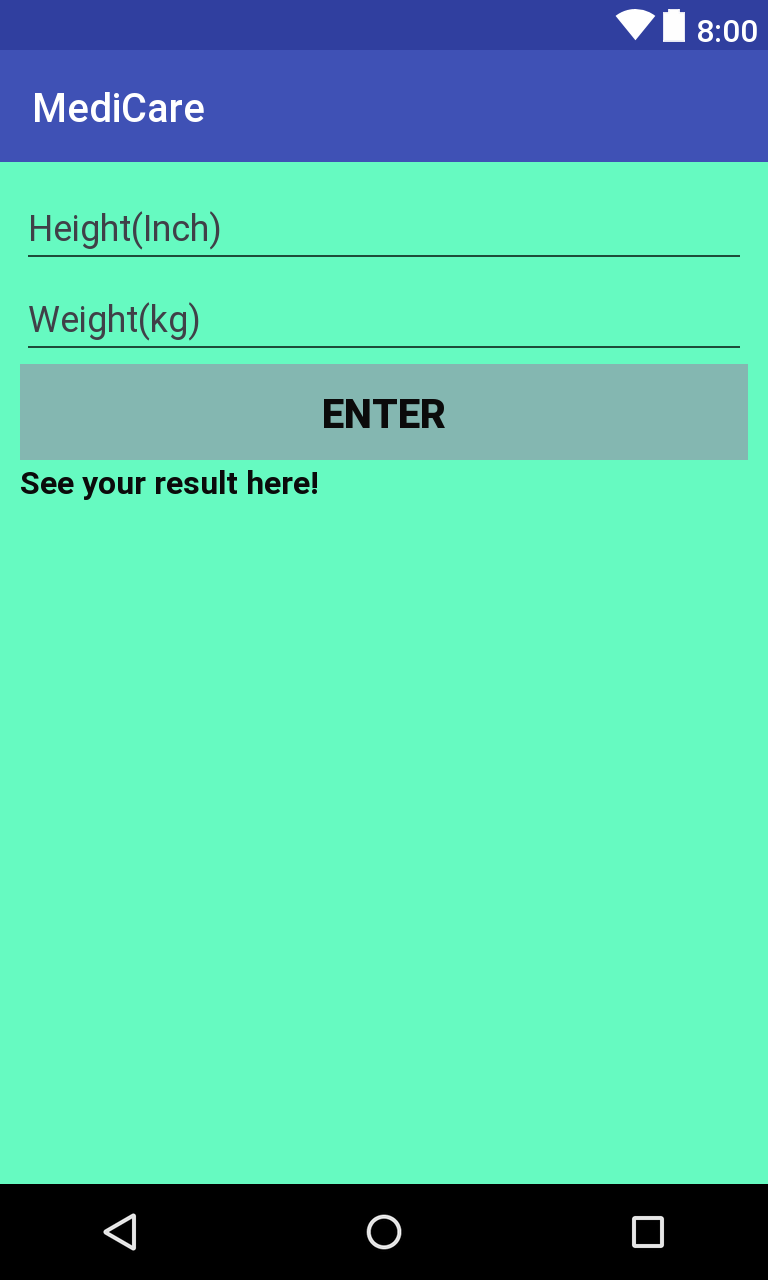 8:00
MediCare
Height(Inch)
Weight(kg)
ENTER
See your result here!